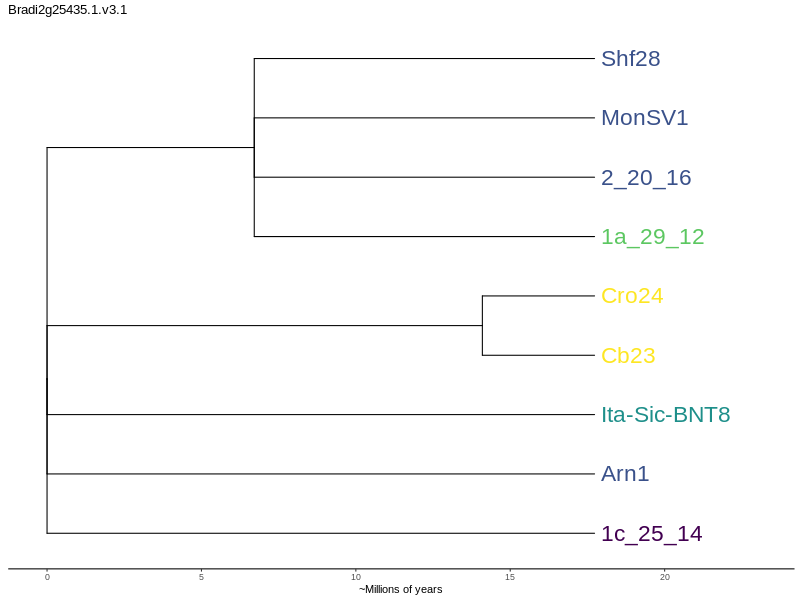 Bradi2g25435.1.v3.1
Shf28
MonSV1
2_20_16
1a_29_12
Cro24
Cb23
Ita-Sic-BNT8
Arn1
1c_25_14
0 5 10 15 20
~Millions of years